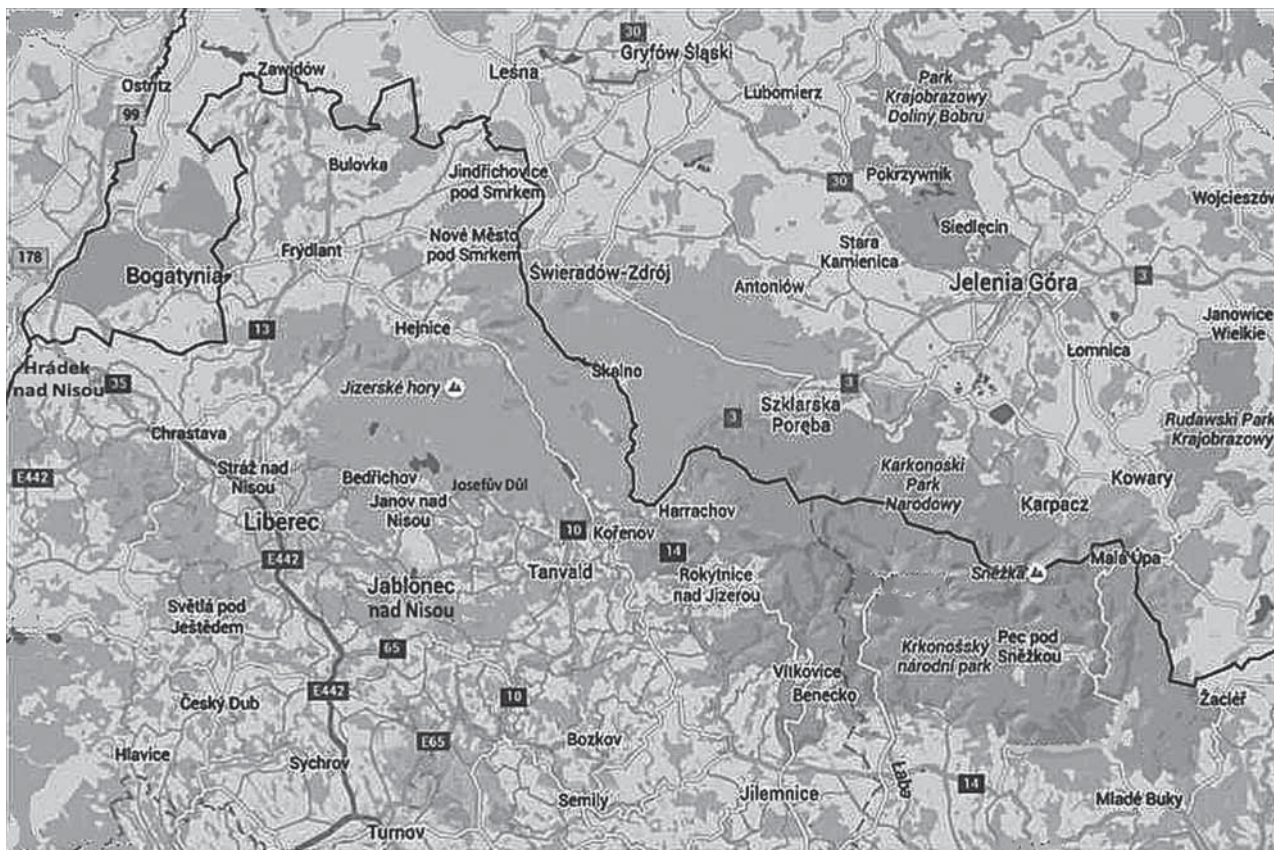 30
Gryfów Śląski
Ostritz
Zawidów
Leśna
Lubomierz
Park
Krajobrazowy
Doliny Bobru
99
Bulovka
Jindřichovice
pod Smrkem
30
Pokrzywnik
Wojcieszów
Siedlęcin
178
Frýdlant
Nové Město
pod Smrkem
Stara
Kamienica
Bogatynia
Świeradów-Zdrój
Antoniów
Jelenia Góra
3
13
Hejnice
Janowice
Wielkie
Łomnica
Hrádek
nad Nisou
35
Jizerské hory
Skalno
3
Szklarska
Poręba
3
Rudawski Park
Krajobrazowy
Chrastava
E442
Stráž nad
Nisou
Bedřichov
Janov nad
Nisou
Josefův Důl
Karkonoski
Park
Narodowy
Kowary
Karpacz
Liberec
Harrachov
10
Kořenov
E442
14
Tanvald
Malá Úpa
Sněžka
Jablonec
nad Nisou
Rokytnice
nad Jizerou
Světlá pod
Ještědem
65
Krkonošský
národní park
Pec pod
Sněžkou
E442
Vítkovice
Benecko
Český Dub
10
Žacléř
E65
Bozkov
Hlavice
Sychrov
Labe
14
Semily
Jilemnice
Mladé Buky
Turnov